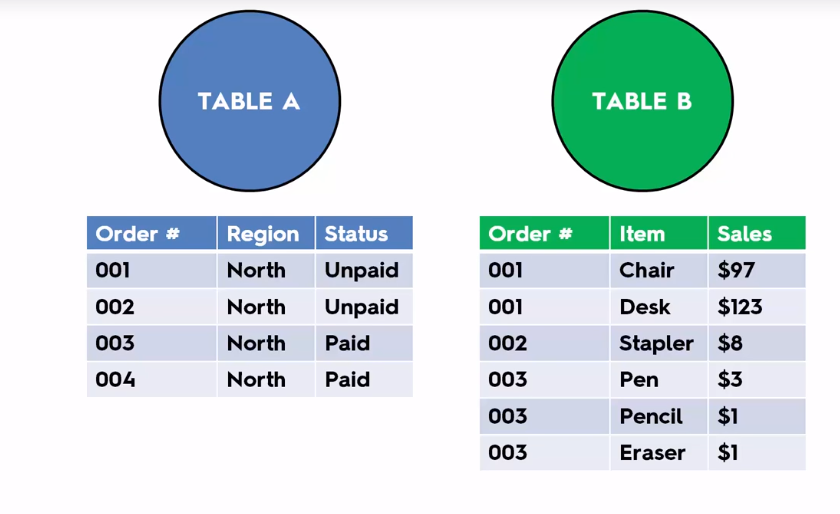 TABLE A
TABLE B
Order # Region Status
001 North Unpaid
002 North Unpaid
003 North Paid
004 North Paid
Order # Item Sales
001 Chair $97
001 Desk $123
002 Stapler $8
003 Pen $3
003 Pencil $1
003 Eraser $1